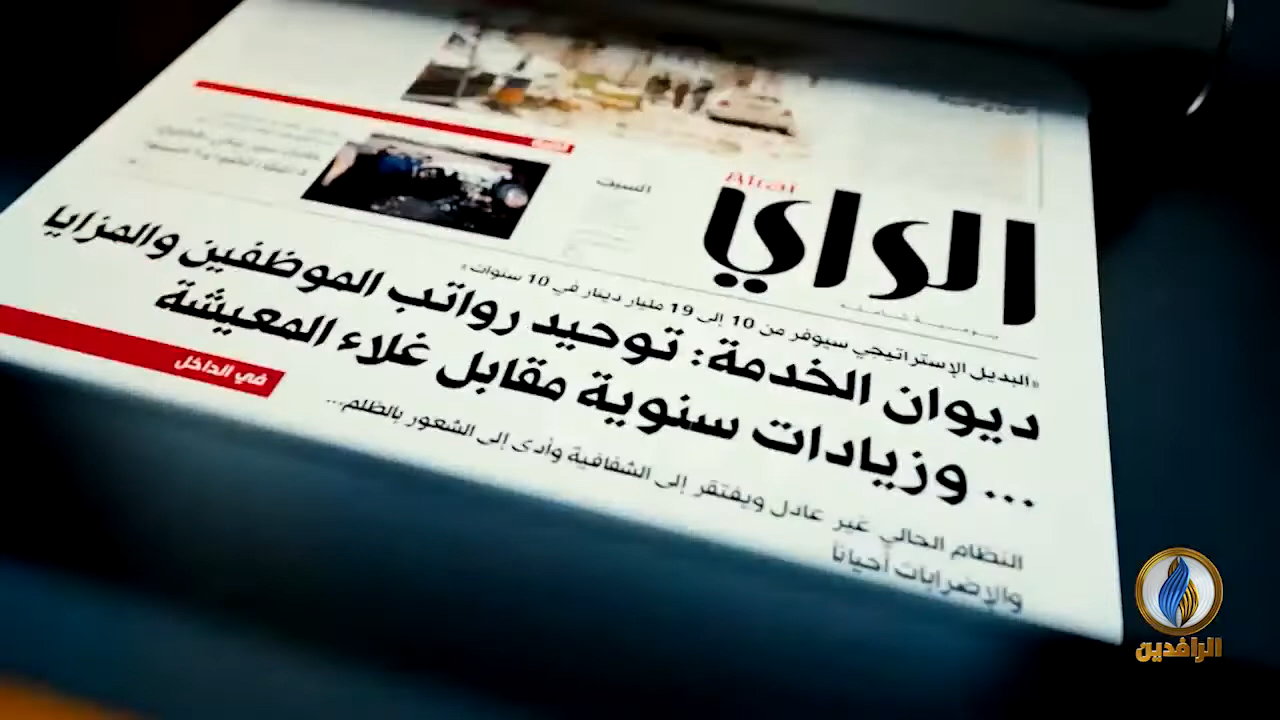 Alrai
الراي
السبت
«البديل الإستراتيجي سيوفر من 10 إلى 19 مليار دينار في 10 سنوات»
ديوان الخدمة: توحيد رواتب الموظفين والمزايا
... وزيادات سنوية مقابل غلاء المعيشة
في الداخل
النظام الحالي غير عادل ويفتقر إلى الشفافية وأدى إلى الشعور بالظلم...
والإضرابات أحياناً
الرافدين